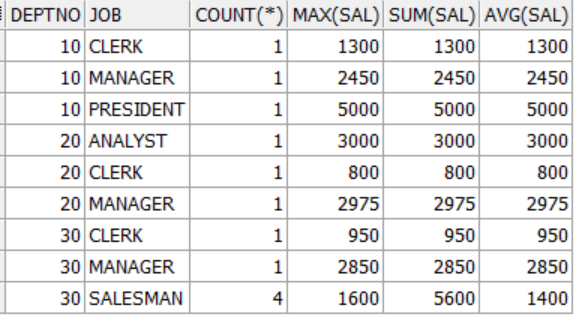 DEPTNO JOB COUNT(*) MAX(SAL) SUM(SAL) AVG(SAL)
10 CLERK 1 1300 1300 1300
10 MANAGER 1 2450 2450 2450
10 PRESIDENT 1 5000 5000 5000
20 ANALYST 1 3000 3000 3000
20 CLERK 1 800 800 800
20 MANAGER 1 2975 2975 2975
30 CLERK 1 950 950 950
30 MANAGER 1 2850 2850 2850
30 SALESMAN 4 1600 5600 1400